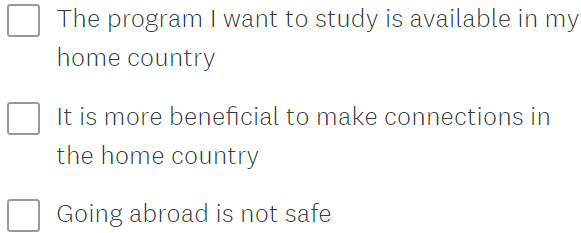 The program I want to study is available in my
home country
It is more beneficial to make connections in
the home country
Going abroad is not safe